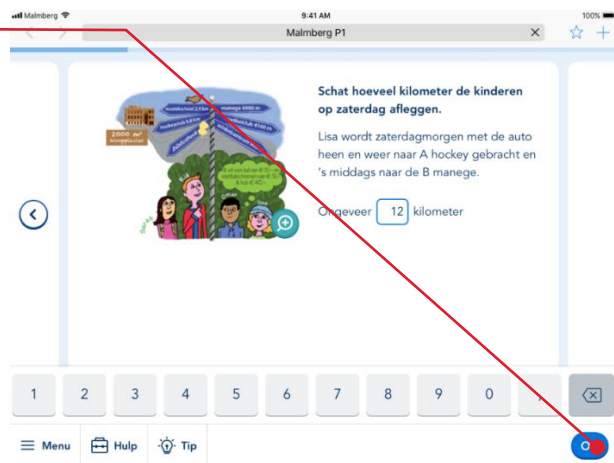 Malmberg
9:41 AM
100%
Malmberg P1
2000 m²
Schat hoeveel kilometer de kinderen
op zaterdag afleggen.
Lisa wordt zaterdagmorgen met de auto
heen en weer naar A hockey gebracht en
's middags naar de B manege.
Ongeveer 12 kilometer
1 2 3 4 5 6 7 8 9 0 ,
Menu Hulp Tip